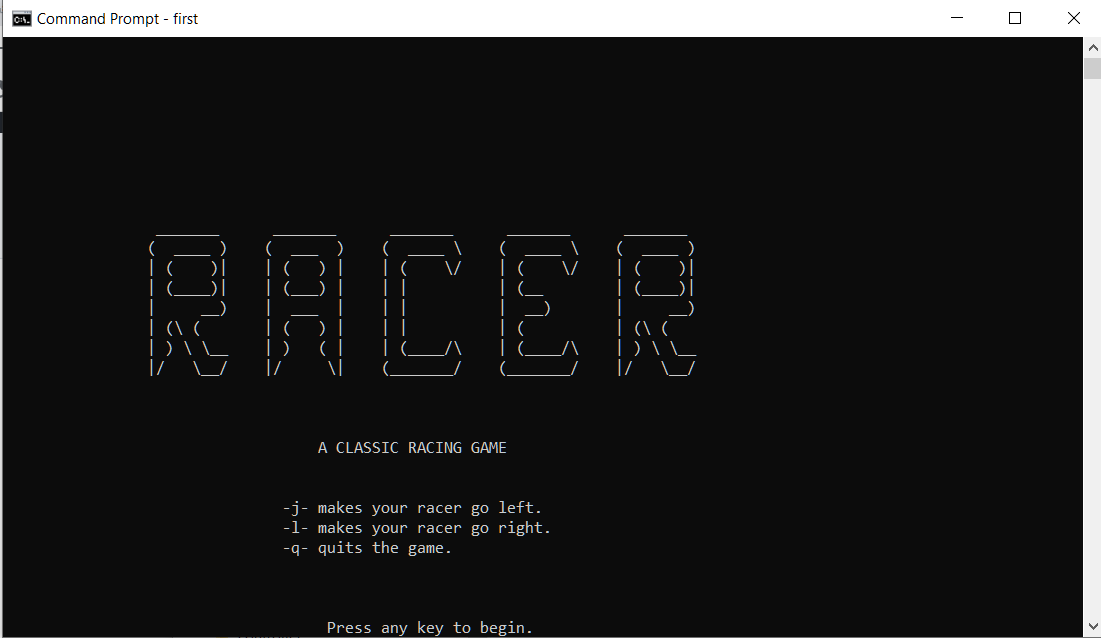 Command Prompt - first
RACER
A CLASSIC RACING GAME
-j- makes your racer go left.
-l- makes your racer go right.
-q- quits the game.
Press any key to begin.